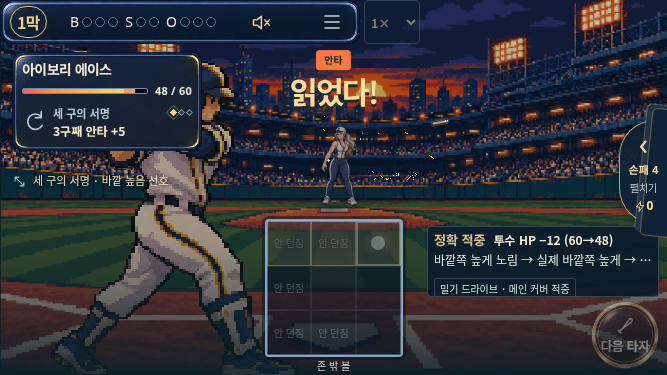 1막
B S O
1×
안타
읽었다!
아이보리 에이스
48 / 60
세 구의 서명
3구째 안타 +5
세 구의 서명 · 바깥 높음 선호
손패 4
펼치기
0
안 던짐 안 던짐
안 던짐
안 던짐 안 던짐
존 밖 볼
정확 적중 투수 HP −12 (60→48)
바깥쪽 높게 노림 → 실제 바깥쪽 높게 → ⋯
밀기 드라이브 · 메인 커버 적중
다음 타자